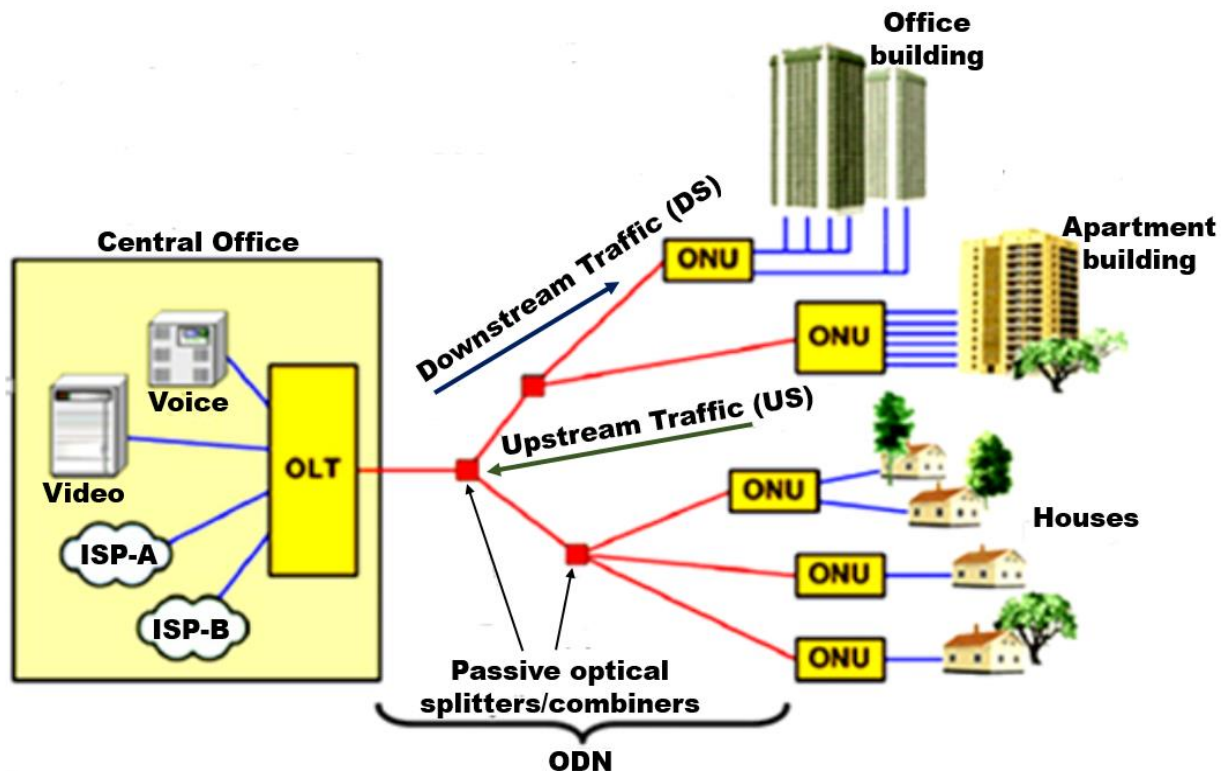 Office
building
Central Office
Voice
Video
OLT
ISP-A
ISP-B
Downstream Traffic (DS)
ONU
Apartment
building
ONU
Upstream Traffic (US)
ONU
Houses
ONU
ONU
Passive optical
splitters/combiners
ODN